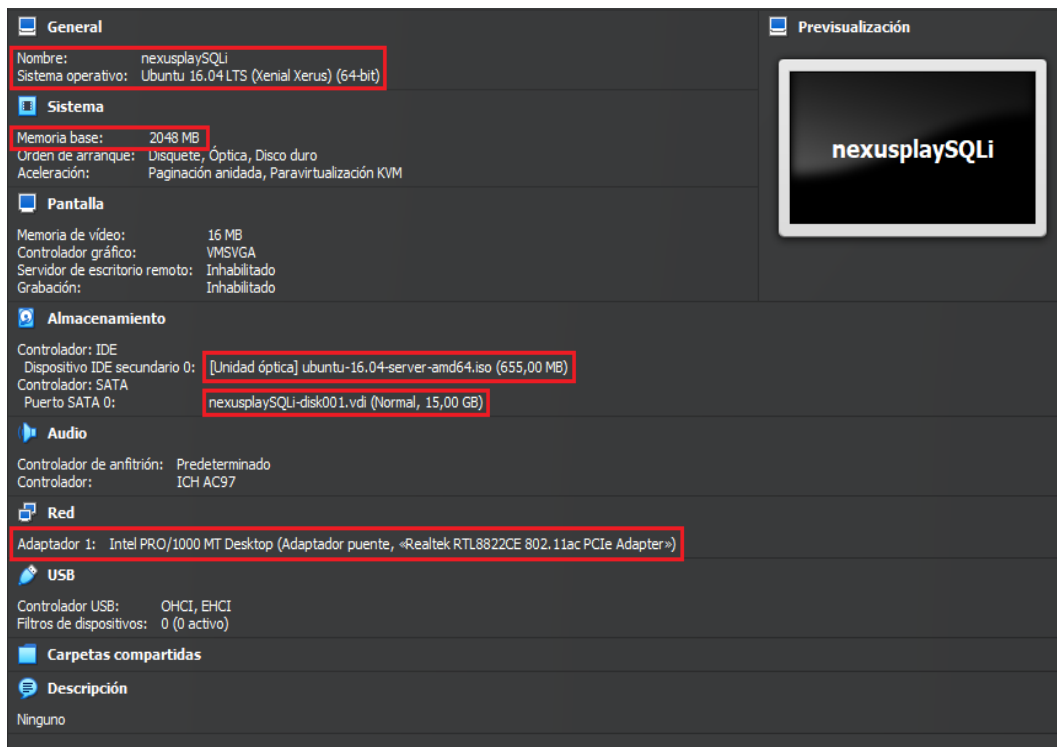 General
Nombre: nexusplaySQLi
Sistema operativo: Ubuntu 16.04 LTS (Xenial Xerus) (64-bit)
Sistema
Memoria base: 2048 MB
Orden de arranque: Disquete, Óptica, Disco duro
Aceleración: Paginación anidada, Paravirtualización KVM
Pantalla
Memoria de vídeo: 16 MB
Controlador gráfico: VMSVGA
Servidor de escritorio remoto: Inhabilitado
Grabación: Inhabilitado
Almacenamiento
Controlador: IDE
Dispositivo IDE secundario 0: [Unidad óptica] ubuntu-16.04-server-amd64.iso (655,00 MB)
Controlador: SATA
Puerto SATA 0: nexusplaySQLi-disk001.vdi (Normal, 15,00 GB)
Audio
Controlador de anfitrión: Predeterminado
Controlador: ICH AC97
Red
Adaptador 1: Intel PRO/1000 MT Desktop (Adaptador puente, «Realtek RTL8822CE 802.11ac PCIe Adapter»)
USB
Controlador USB: OHCI, EHCI
Filtros de dispositivos: 0 (0 activo)
Carpetas compartidas
Descripción
Ninguno
Previsualización
nexusplaySQLi